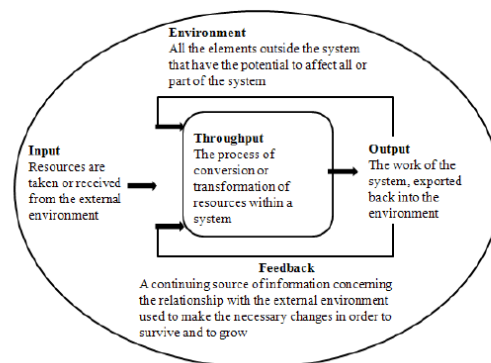 Environment
All the elements outside the system
that have the potential to affect all or
part of the system
Input
Resources are
taken or received
from the external
environment
Throughput
The process of
conversion or
transformation of
resources within a
system
Output
The work of the
system, exported
back into the
environment
Feedback
A continuing source of information concerning
the relationship with the external environment
used to make the necessary changes in order to
survive and to grow